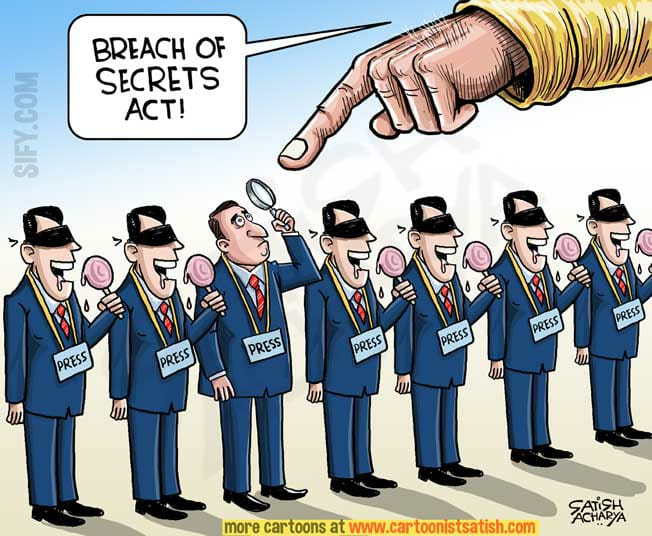 BREACH OF
SECRETS
ACT!
SIFY.COM
PRESS
PRESS
PRESS
PRESS
PRESS
PRESS
PRESS
SATISH
ACHARYA
more cartoons at www.cartoonistsatish.com